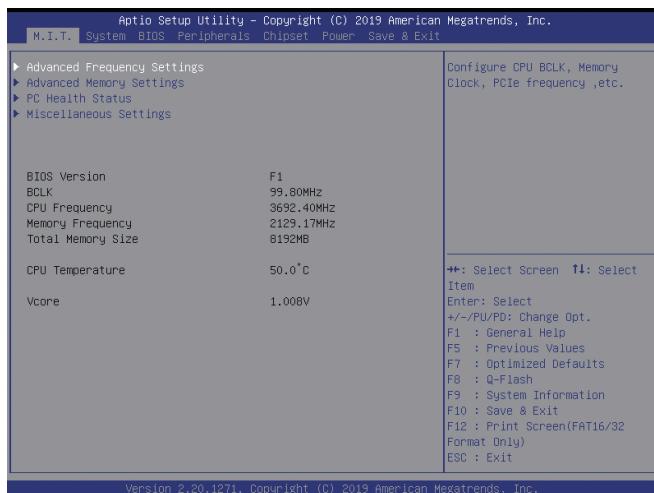 Aptio Setup Utility – Copyright (C) 2019 American Megatrends, Inc.
M.I.T. System BIOS Peripherals Chipset Power Save & Exit
Advanced Frequency Settings
Advanced Memory Settings
PC Health Status
Miscellaneous Settings
BIOS Version F1
BCLK 99.80MHz
CPU Frequency 3692.40MHz
Memory Frequency 2129.17MHz
Total Memory Size 8192MB
CPU Temperature 50.0°C
Vcore 1.008V
Configure CPU BCLK, Memory
Clock, PCIe frequency ,etc.
→←: Select Screen ↑↓: Select
Item
Enter: Select
+/-/PU/PD: Change Opt.
F1 : General Help
F5 : Previous Values
F7 : Optimized Defaults
F8 : Q-Flash
F9 : System Information
F10 : Save & Exit
F12 : Print Screen(FAT16/32
Format Only)
ESC : Exit
Version 2.20.1271. Copyright (C) 2019 American Megatrends, Inc.